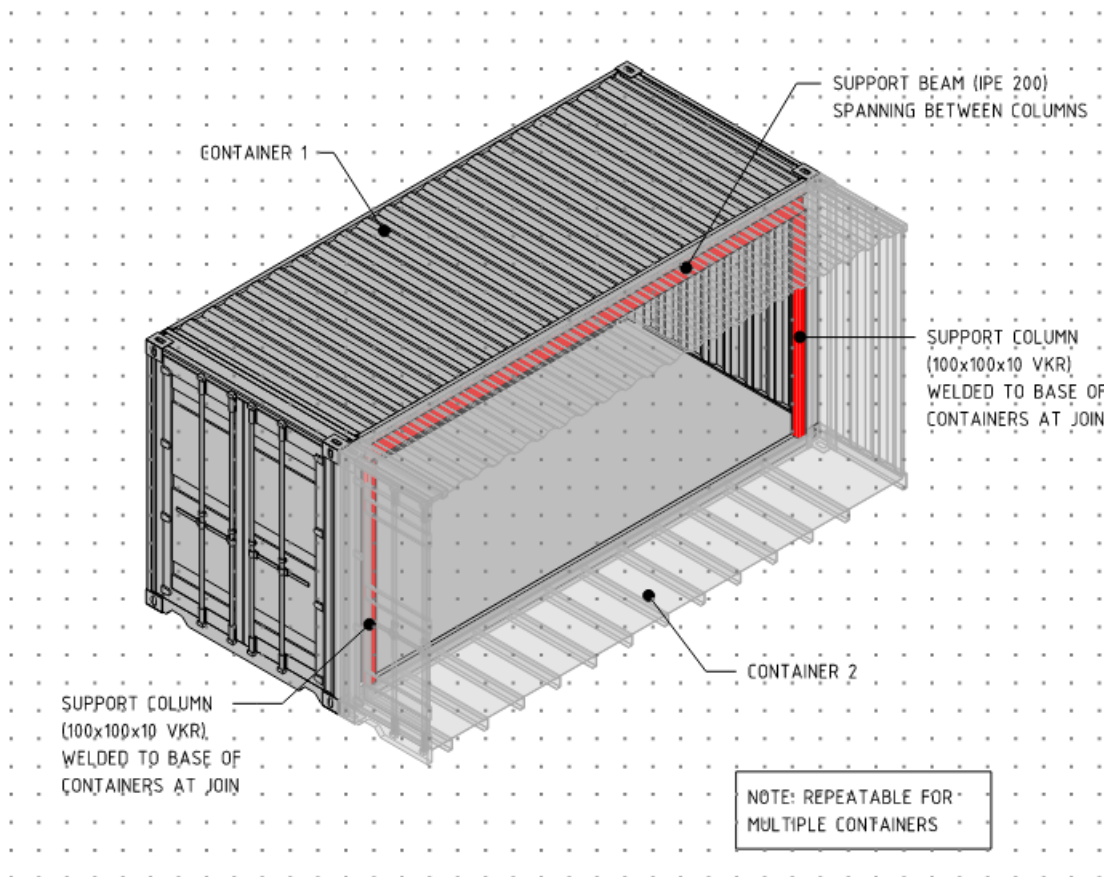 SUPPORT BEAM (IPE 200)
SPANNING BETWEEN COLUMNS
CONTAINER 1
SUPPORT COLUMN
(100x100x10 VKR)
WELDED TO BASE OF
CONTAINERS AT JOIN
CONTAINER 2
SUPPORT COLUMN
(100x100x10 VKR)
WELDED TO BASE OF
CONTAINERS AT JOIN
NOTE: REPEATABLE FOR
MULTIPLE CONTAINERS